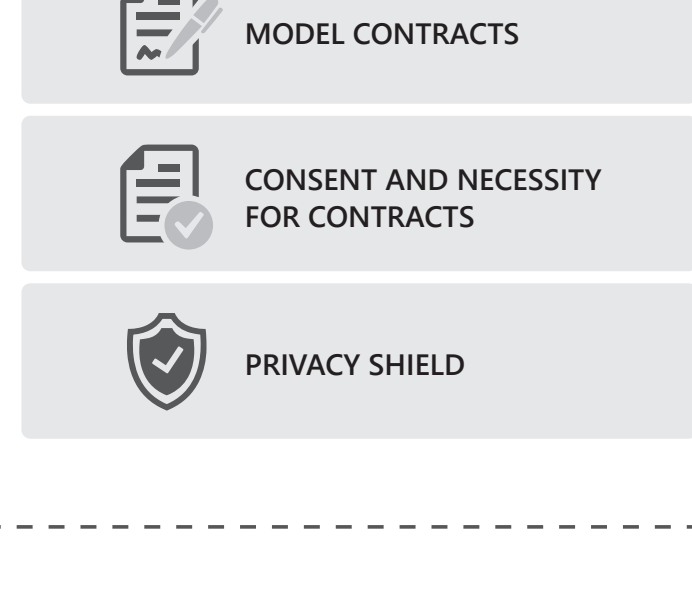 MODEL CONTRACTS
CONSENT AND NECESSITY
FOR CONTRACTS
PRIVACY SHIELD